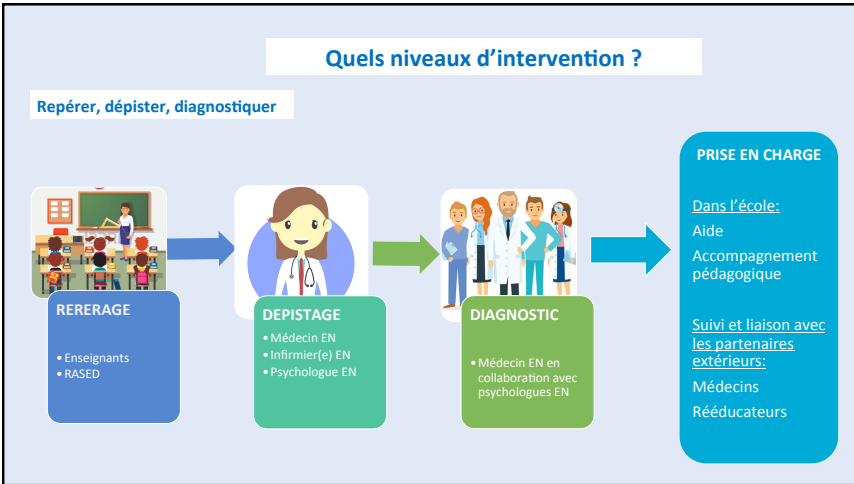 Quels niveaux d'intervention ?
Repérer, dépister, diagnostiquer
RERERAGE
• Enseignants
• RASED
DEPISTAGE
• Médecin EN
• Infirmier(e) EN
• Psychologue EN
DIAGNOSTIC
• Médecin EN en
collaboration avec
psychologues EN
PRISE EN CHARGE
Dans l'école:
Aide
Accompagnement
pédagogique
Suivi et liaison avec
les partenaires
extérieurs:
Médecins
Rééducateurs